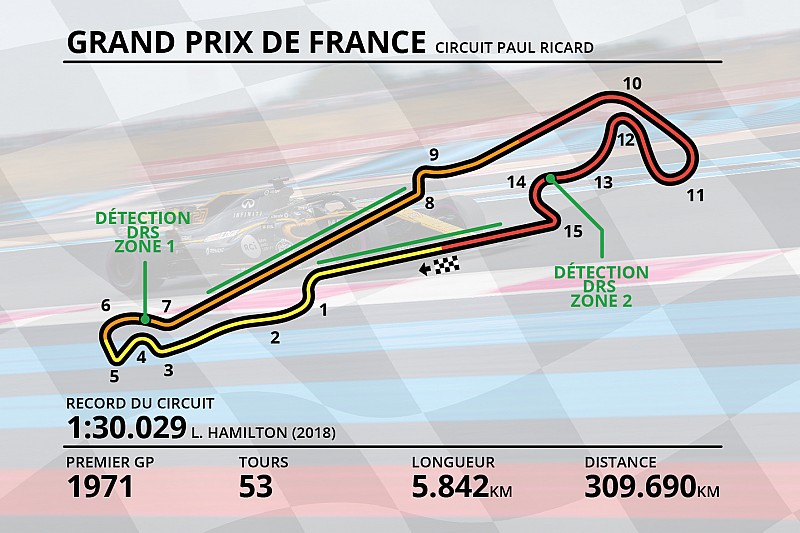 GRAND PRIX DE FRANCE CIRCUIT PAUL RICARD
10
12
9
14
13
8
11
DÉTECTION
DRS
ZONE 1
15
DÉTECTION
DRS
ZONE 2
6
7
1
2
4
3
5
INFINITI
RECORD DU CIRCUIT
1:30.029 L. HAMILTON (2018)
PREMIER GP
1971
TOURS
53
LONGUEUR
5.842KM
DISTANCE
309.690KM